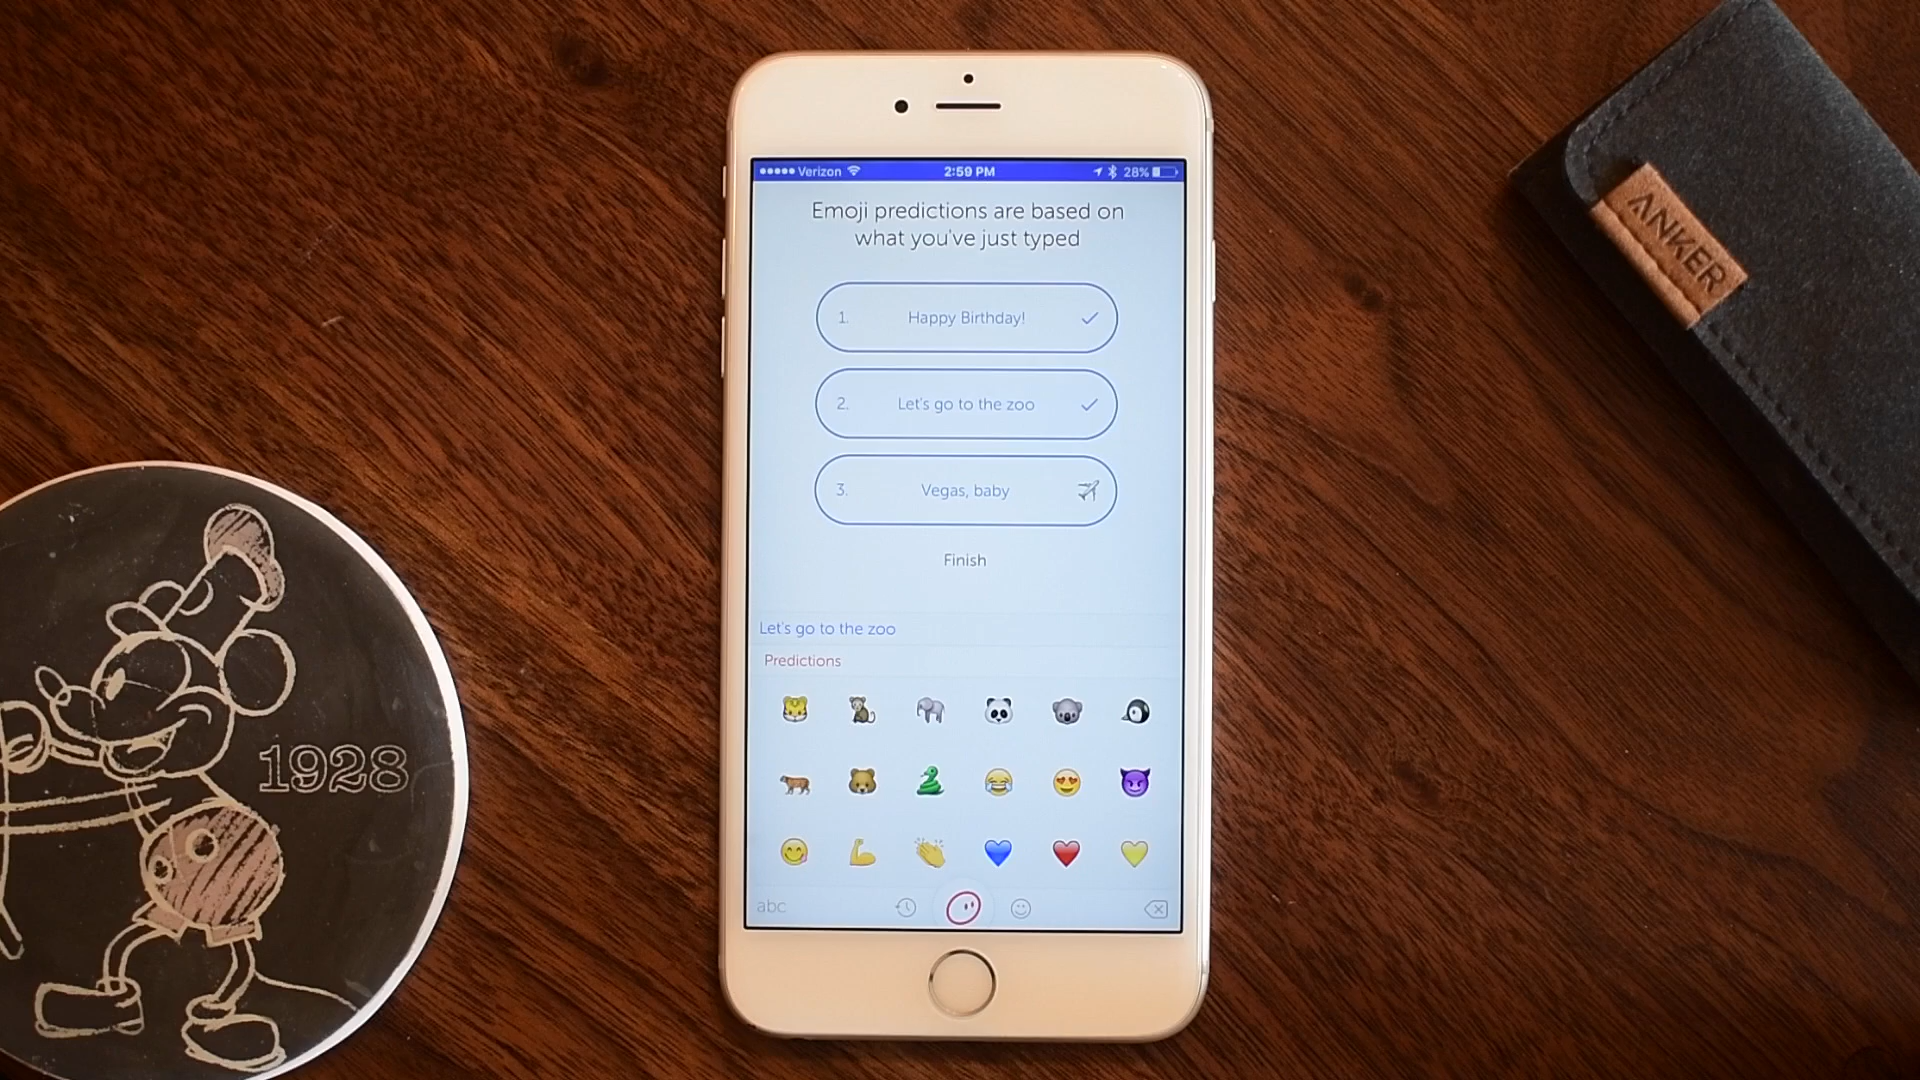 Verizon 2:59 PM 28%
Emoji predictions are based on
what you've just typed
1. Happy Birthday!
2. Let's go to the zoo
3. Vegas, baby
Finish
Let's go to the zoo
Predictions
abc
ANKER
1928